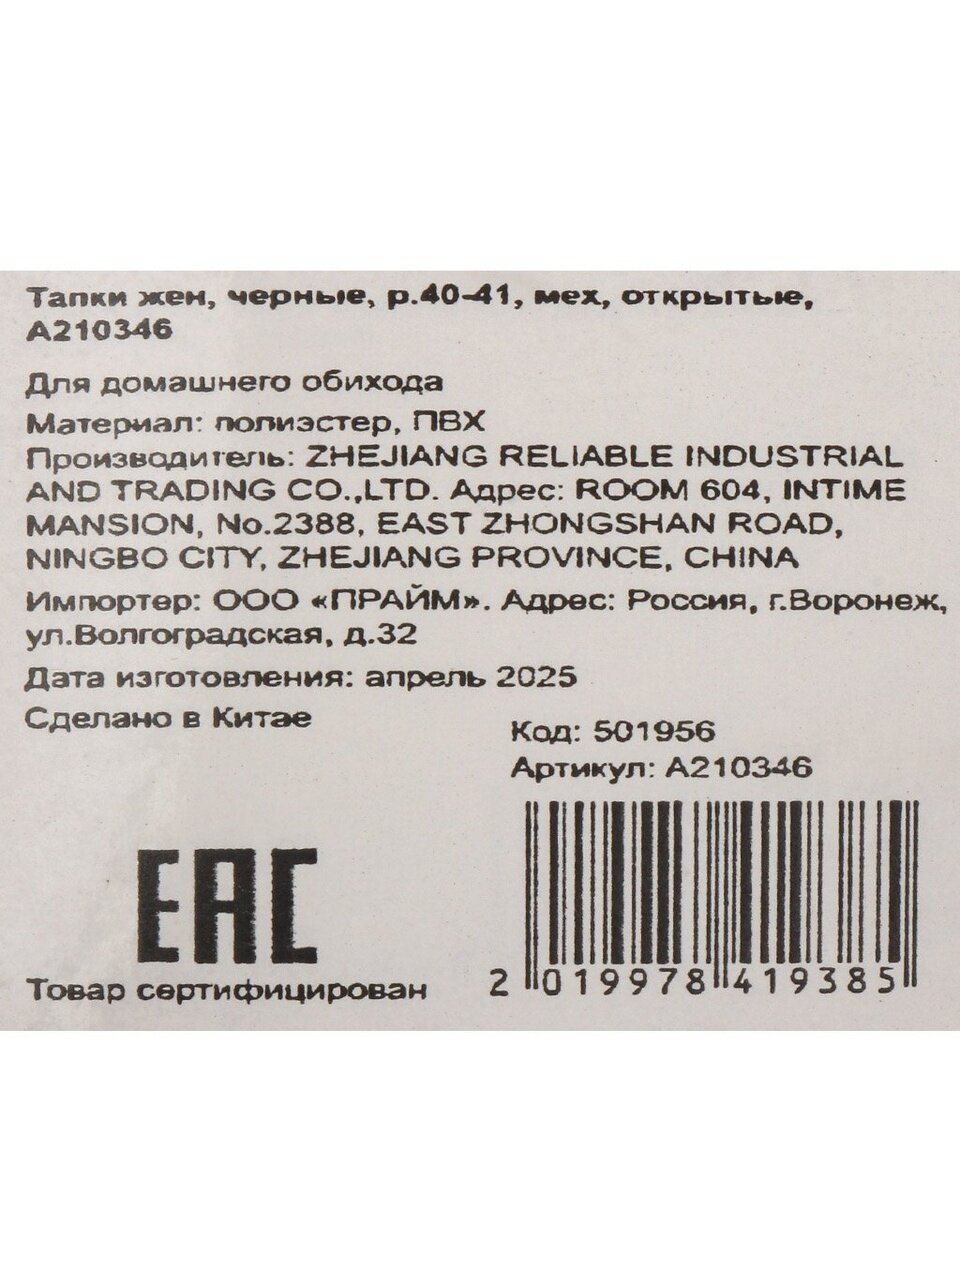 Тапки жен, черные, р.40-41, мех, открытые,
А210346
Для домашнего обихода
Материал: полиэстер, ПВХ
Производитель: ZHEJIANG RELIABLE INDUSTRIAL
AND TRADING CO.,LTD. Адрес: ROOM 604, INTIME
MANSION, No.2388, EAST ZHONGSHAN ROAD,
NINGBO CITY, ZHEJIANG PROVINCE, CHINA
Импортер: ООО «ПРАЙМ». Адрес: Россия, г.Воронеж,
ул.Волгоградская, д.32
Дата изготовления: апрель 2025
Сделано в Китае
Код: 501956
Артикул: А210346
ЕАС
Товар сертифицирован
2 019978 419385